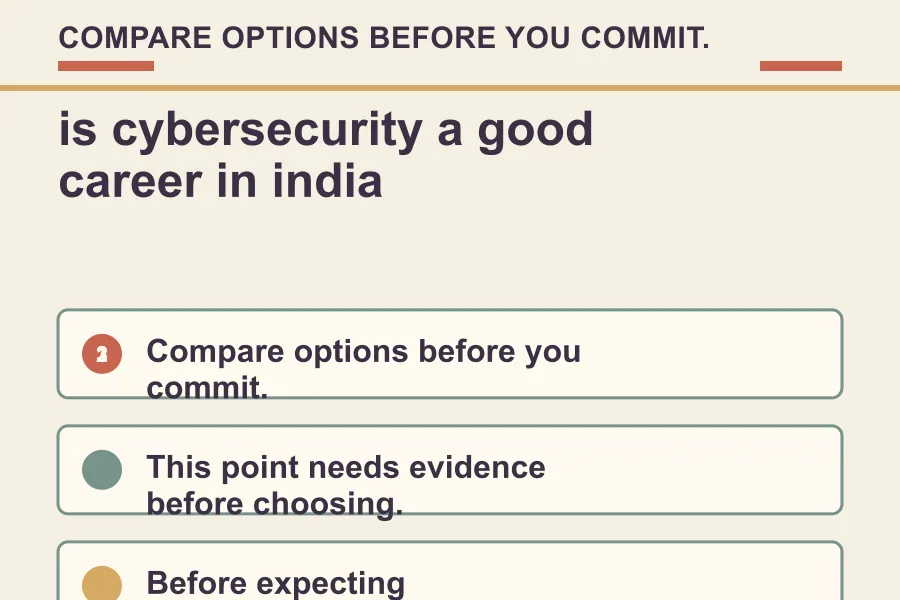 COMPARE OPTIONS BEFORE YOU COMMIT.
is cybersecurity a good
career in india
Compare options before you
commit.
This point needs evidence
before choosing.
Before expecting